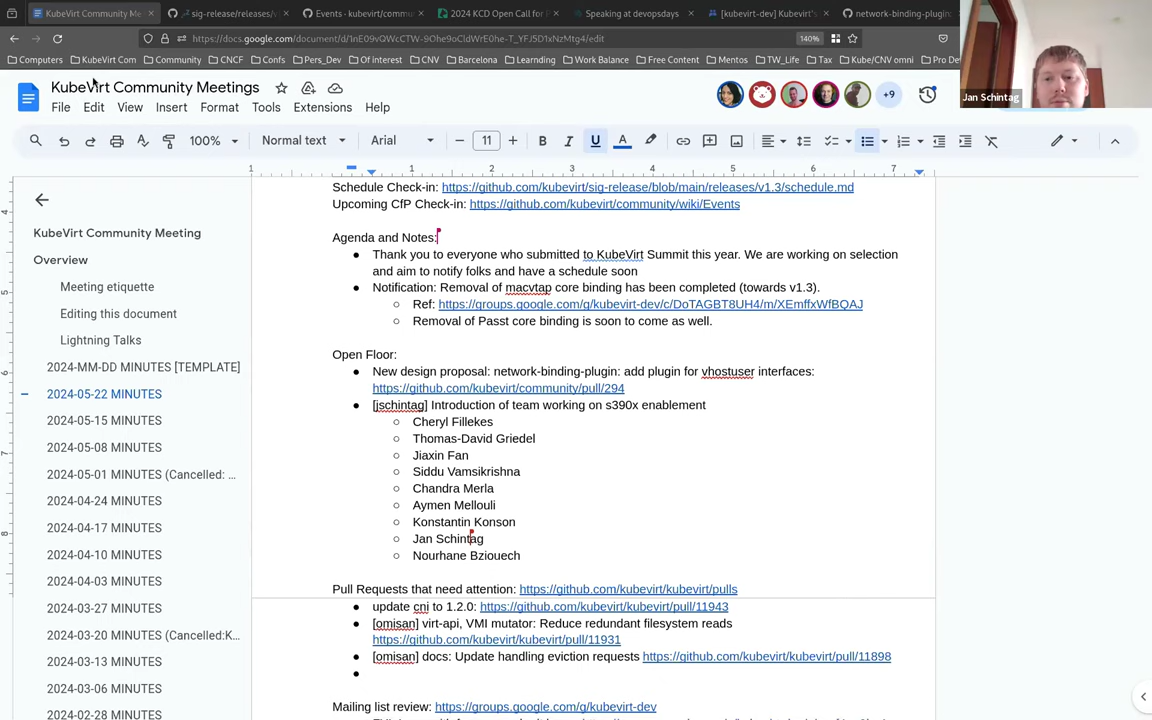 KubeVirt Community Me
sig-release/releases/v
Events · kubevirt/commu
2024 KCD Open Call for P
Speaking at devopsdays
[kubevirt-dev] Kubevirt's
network-binding-plugin:
140%
Computers KubeVirt Com Community CNCF Confs Pers_Dev Of interest CNV Barcelona Learnding Work Balance Free Content Mentos TW_Life Tax Kube/CNV omni Pro De
Jan Schintag
KubeVirt Community Meetings
File Edit View Insert Format Tools Extensions Help
+9
100% Normal text Arial 11
1 1 2 3 4 5 6 7
KubeVirt Community Meeting
Overview
Meeting etiquette
Editing this document
Lightning Talks
2024-MM-DD MINUTES [TEMPLATE]
2024-05-22 MINUTES
2024-05-15 MINUTES
2024-05-08 MINUTES
2024-05-01 MINUTES (Cancelled: ...
2024-04-24 MINUTES
2024-04-17 MINUTES
2024-04-10 MINUTES
2024-04-03 MINUTES
2024-03-27 MINUTES
2024-03-20 MINUTES (Cancelled:K...
2024-03-13 MINUTES
2024-03-06 MINUTES
2024-02-28 MINUTES
4
5
6
7
8
Schedule Check-in: https://github.com/kubevirt/sig-release/blob/main/releases/v1.3/schedule.md
Upcoming CfP Check-in: https://github.com/kubevirt/community/wiki/Events
Agenda and Notes:
● Thank you to everyone who submitted to KubeVirt Summit this year. We are working on selection
and aim to notify folks and have a schedule soon
● Notification: Removal of macvtap core binding has been completed (towards v1.3).
○ Ref: https://groups.google.com/g/kubevirt-dev/c/DoTAGBT8UH4/m/XEmffxWfBQAJ
○ Removal of Passt core binding is soon to come as well.
Open Floor:
● New design proposal: network-binding-plugin: add plugin for vhostuser interfaces:
https://github.com/kubevirt/community/pull/294
● [jschintag] Introduction of team working on s390x enablement
○ Cheryl Fillekes
○ Thomas-David Griedel
○ Jiaxin Fan
○ Siddu Vamsikrishna
○ Chandra Merla
○ Aymen Mellouli
○ Konstantin Konson
○ Jan Schintag
○ Nourhane Bziouech
Pull Requests that need attention: https://github.com/kubevirt/kubevirt/pulls
● update cni to 1.2.0: https://github.com/kubevirt/kubevirt/pull/11943
● [omisan] virt-api, VMI mutator: Reduce redundant filesystem reads
https://github.com/kubevirt/kubevirt/pull/11931
● [omisan] docs: Update handling eviction requests https://github.com/kubevirt/kubevirt/pull/11898
●
Mailing list review: https://groups.google.com/g/kubevirt-dev